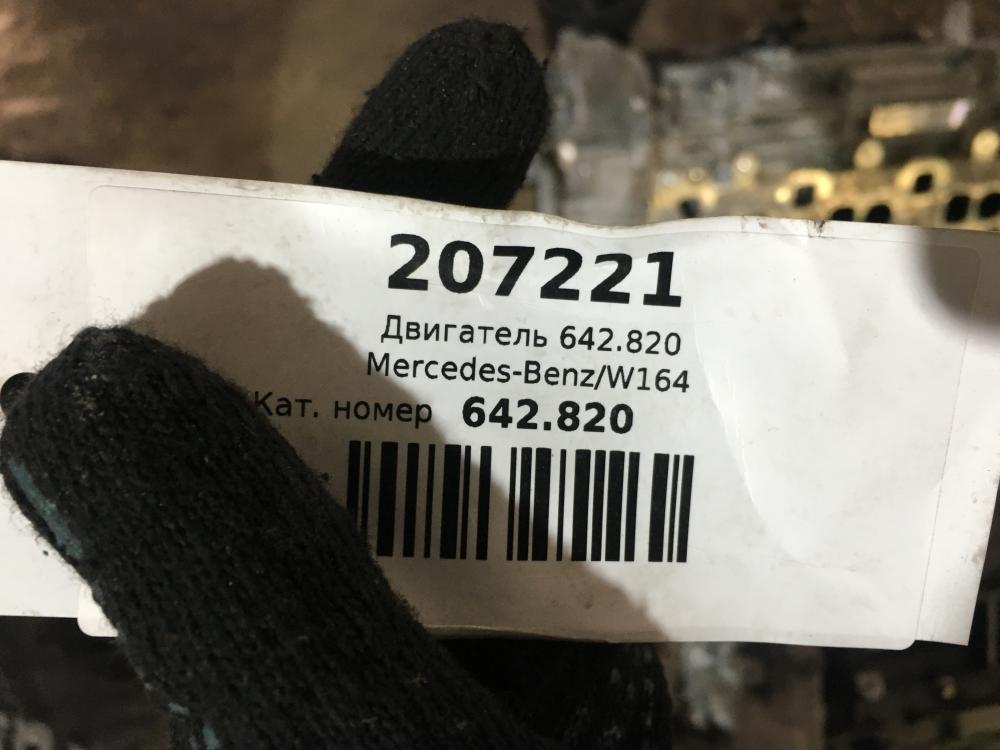 207221
Двигатель 642.820
Mercedes-Benz/W164
Кат. номер 642.820